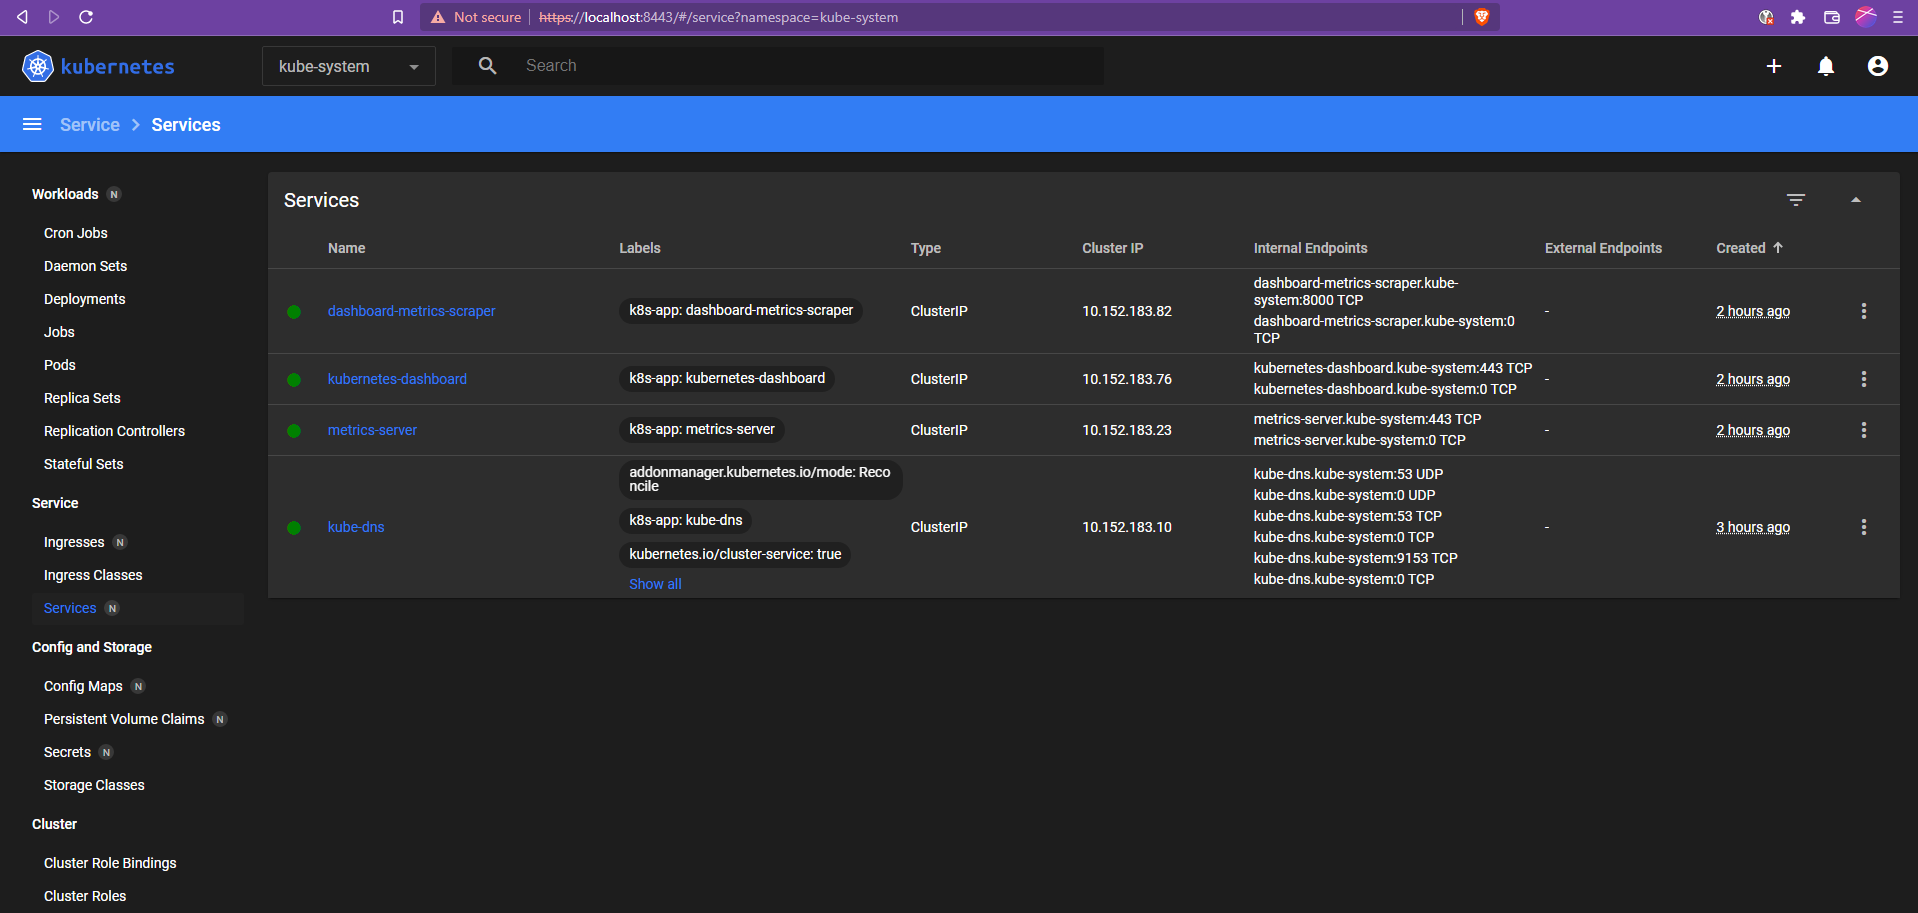 Not secure https://localhost:8443/#/service?namespace=kube-system
kubernetes
kube-system
Search
Service
Services
Workloads N
Cron Jobs
Daemon Sets
Deployments
Jobs
Pods
Replica Sets
Replication Controllers
Stateful Sets
Service
Ingresses N
Ingress Classes
Services N
Config and Storage
Config Maps N
Persistent Volume Claims N
Secrets N
Storage Classes
Cluster
Cluster Role Bindings
Cluster Roles
Services
Name Labels Type Cluster IP Internal Endpoints External Endpoints Created
dashboard-metrics-scraper
k8s-app: dashboard-metrics-scraper
ClusterIP
10.152.183.82
dashboard-metrics-scraper.kube-
system:8000 TCP
dashboard-metrics-scraper.kube-system:0
TCP
-
2 hours ago
kubernetes-dashboard
k8s-app: kubernetes-dashboard
ClusterIP
10.152.183.76
kubernetes-dashboard.kube-system:443 TCP
kubernetes-dashboard.kube-system:0 TCP
-
2 hours ago
metrics-server
k8s-app: metrics-server
ClusterIP
10.152.183.23
metrics-server.kube-system:443 TCP
metrics-server.kube-system:0 TCP
-
2 hours ago
kube-dns
addonmanager.kubernetes.io/mode: Reco
ncile
k8s-app: kube-dns
kubernetes.io/cluster-service: true
Show all
ClusterIP
10.152.183.10
kube-dns.kube-system:53 UDP
kube-dns.kube-system:0 UDP
kube-dns.kube-system:53 TCP
kube-dns.kube-system:0 TCP
kube-dns.kube-system:9153 TCP
kube-dns.kube-system:0 TCP
-
3 hours ago